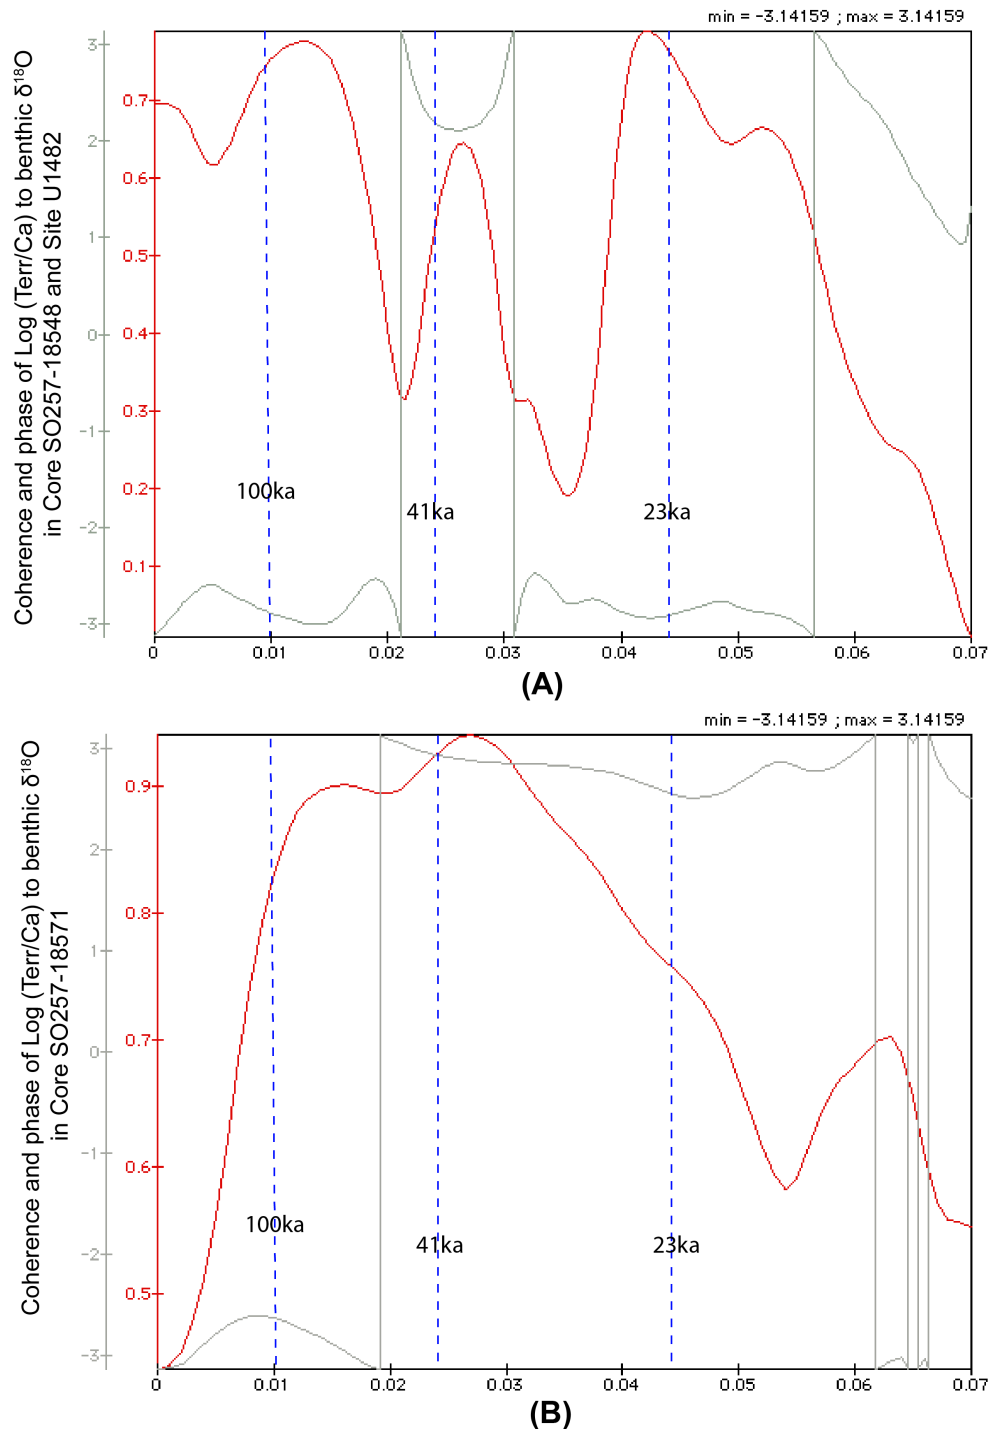 min = -3.14159 ; max = 3.14159
Coherence and phase of Log (Terr/Ca) to benthic δ¹⁸O
in Core SO257-18548 and Site U1482
3
2
1
0
-1
-2
-3
0.7
0.6
0.5
0.4
0.3
0.2
0.1
100ka
41ka
23ka
0 0.01 0.02 0.03 0.04 0.05 0.06 0.07
(A)
min = -3.14159 ; max = 3.14159
Coherence and phase of Log (Terr/Ca) to benthic δ¹⁸O
in Core SO257-18571
3
2
1
0
-1
-2
-3
0.9
0.8
0.7
0.6
0.5
100ka
41ka
23ka
0 0.01 0.02 0.03 0.04 0.05 0.06 0.07
(B)